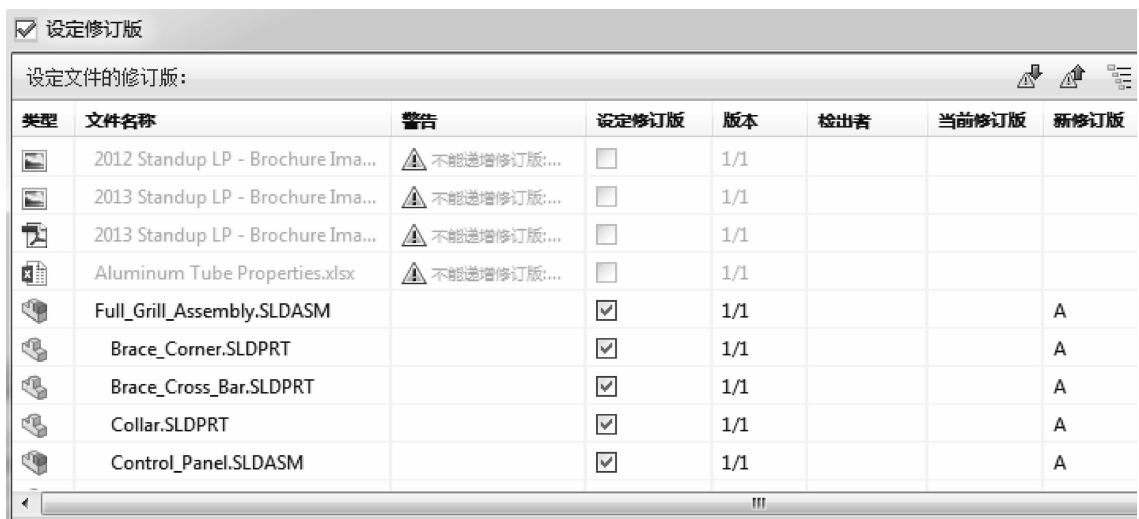 设定修订版
设定文件的修订版:
类型 文件名称 警告 设定修订版 版本 检出者 当前修订版 新修订版
2012 Standup LP - Brochure Ima... 不能递增修订版:... 1/1
2013 Standup LP - Brochure Ima... 不能递增修订版:... 1/1
2013 Standup LP - Brochure Ima... 不能递增修订版:... 1/1
Aluminum Tube Properties.xlsx 不能递增修订版:... 1/1
Full_Grill_Assembly.SLDASM 1/1 A
Brace_Corner.SLDPRT 1/1 A
Brace_Cross_Bar.SLDPRT 1/1 A
Collar.SLDPRT 1/1 A
Control_Panel.SLDASM 1/1 A